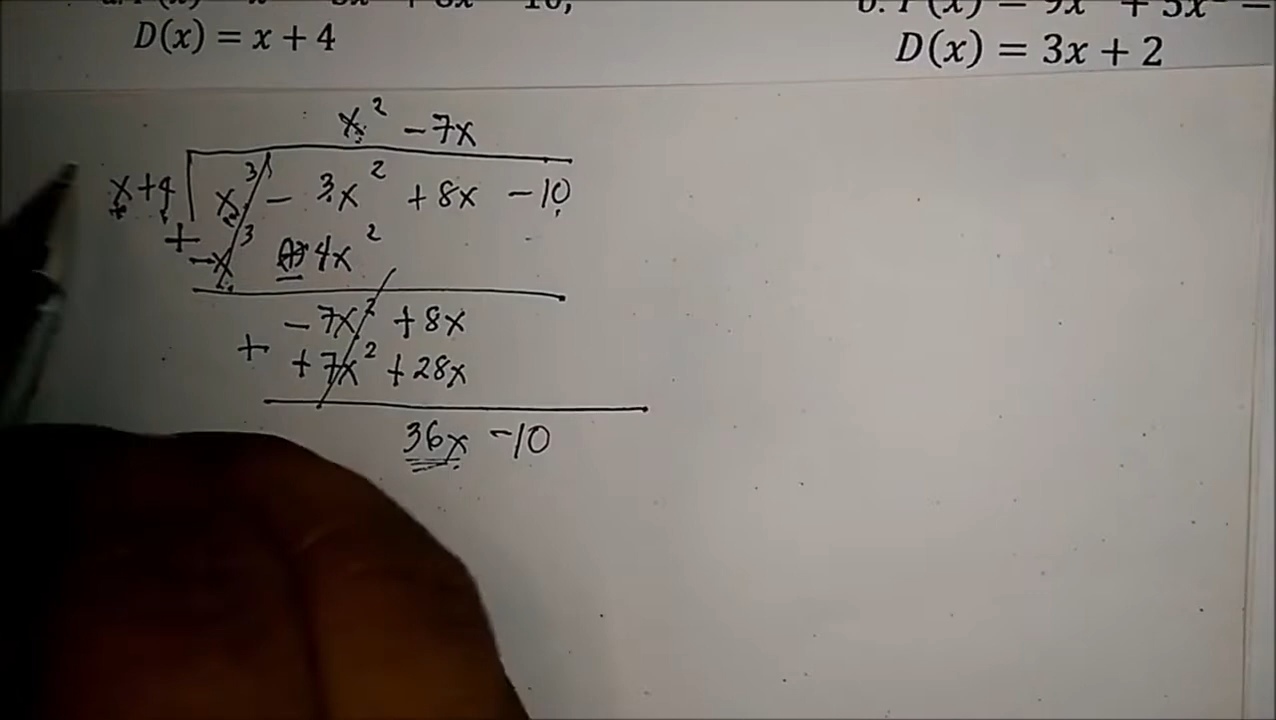 D(x) = x + 4
D(x) = 3x + 2
x² - 7x
x+4 x³ - 3x² + 8x - 10
+
-x³ 4x²
- 7x² + 8x
+
+ 7x² + 28x
36x - 10